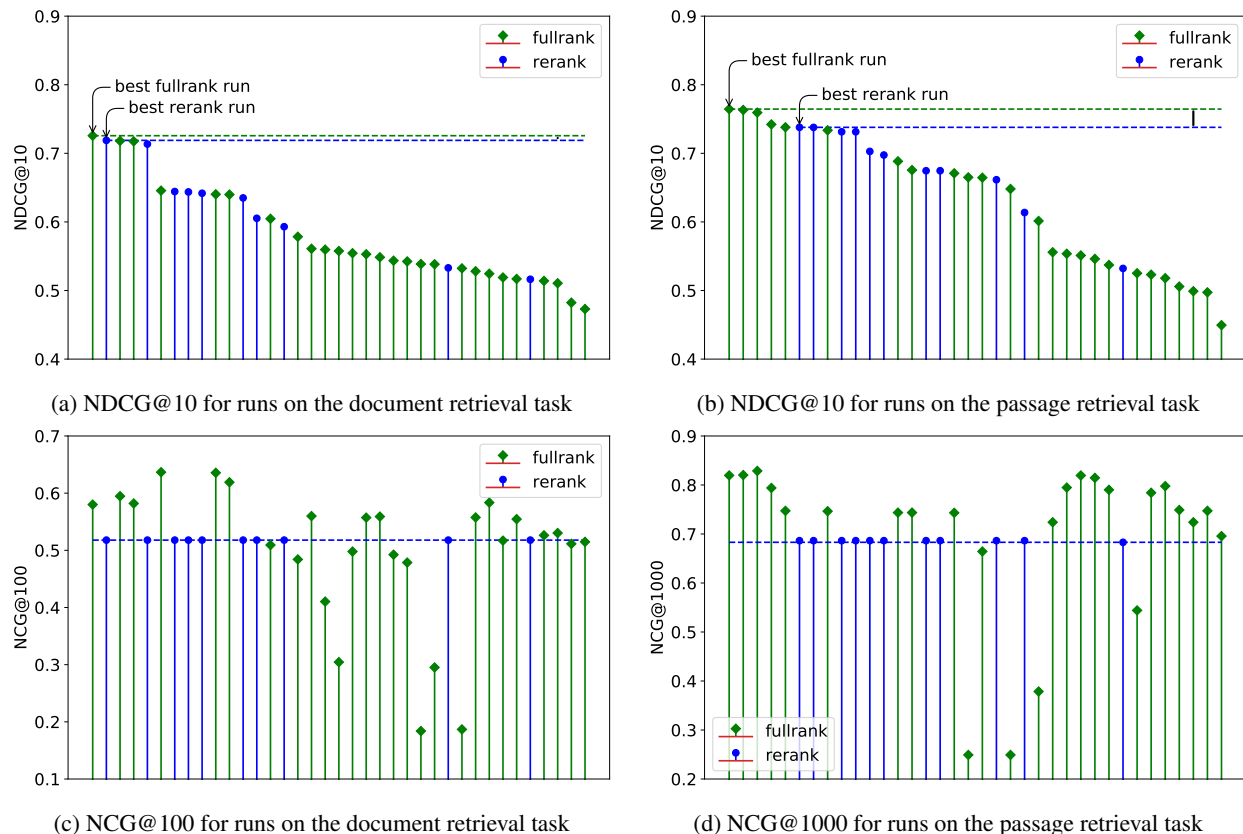 0.9
0.8
0.7
0.6
0.5
0.4
NDCG@10
best fullrank run
best rerank run
fullrank
rerank
(a) NDCG@10 for runs on the document retrieval task
0.9
0.8
0.7
0.6
0.5
0.4
NDCG@10
best fullrank run
best rerank run
fullrank
rerank
(b) NDCG@10 for runs on the passage retrieval task
0.7
0.6
0.5
0.4
0.3
0.2
0.1
NCG@100
fullrank
rerank
(c) NCG@100 for runs on the document retrieval task
0.9
0.8
0.7
0.6
0.5
0.4
0.3
0.2
NCG@1000
fullrank
rerank
(d) NCG@1000 for runs on the passage retrieval task